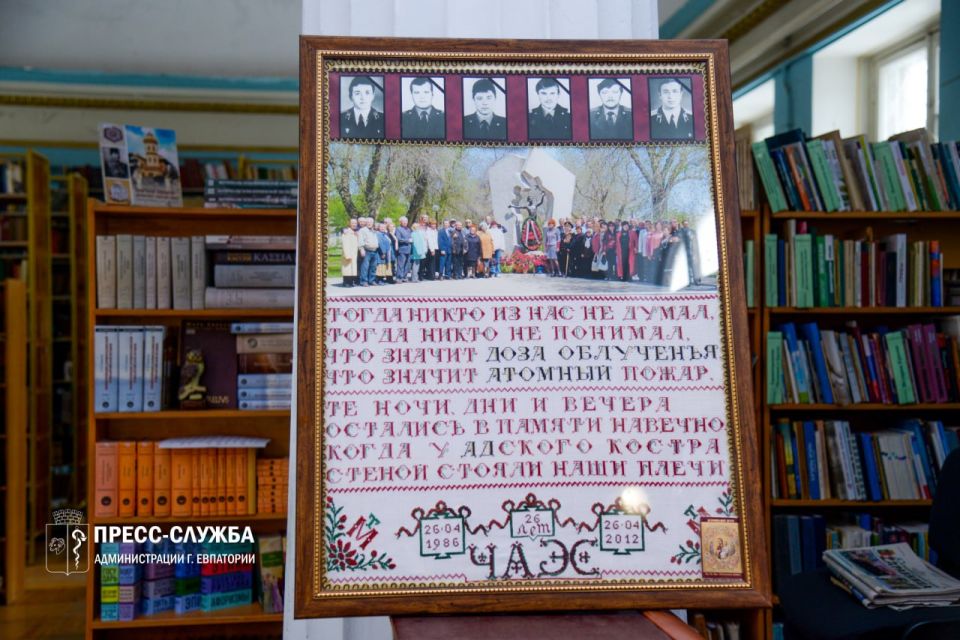 ТОГДА НИКТО ИЗ НАС НЕ ДУМАЛ,
ТОГДА НИКТО НЕ ПОНИМАЛ,
ЧТО ЗНАЧИТ ДОЗА ОБЛУЧЕНЬЯ
ЧТО ЗНАЧИТ АТОМНЫЙ ПОЖАР.
ТЕ НОЧИ, ДНИ И ВЕЧЕРА
ОСТАЛИСЬ В ПАМЯТИ НАВЕЧНО
КОГДА У АДСКОГО КОСТРА
СТЕНОЙ СТОЯЛИ НАШИ ПЛЕЧИ
26·04
1986
26
ЛЕТ
26·04
2012
ЧАЭС
КАССИЯ
ПРЕСС-СЛУЖБА
АДМИНИСТРАЦИИ Г. ЕВПАТОРИИ